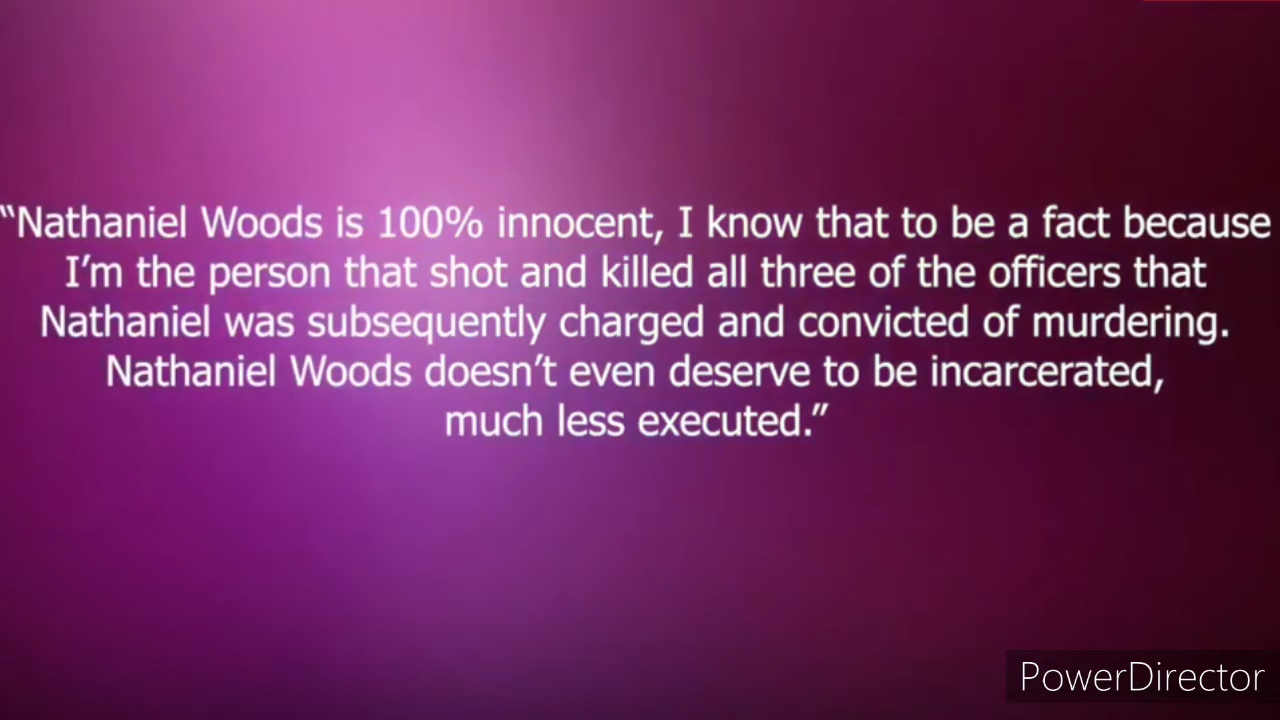 “Nathaniel Woods is 100% innocent, I know that to be a fact because
I’m the person that shot and killed all three of the officers that
Nathaniel was subsequently charged and convicted of murdering.
Nathaniel Woods doesn’t even deserve to be incarcerated,
much less executed.”
PowerDirector